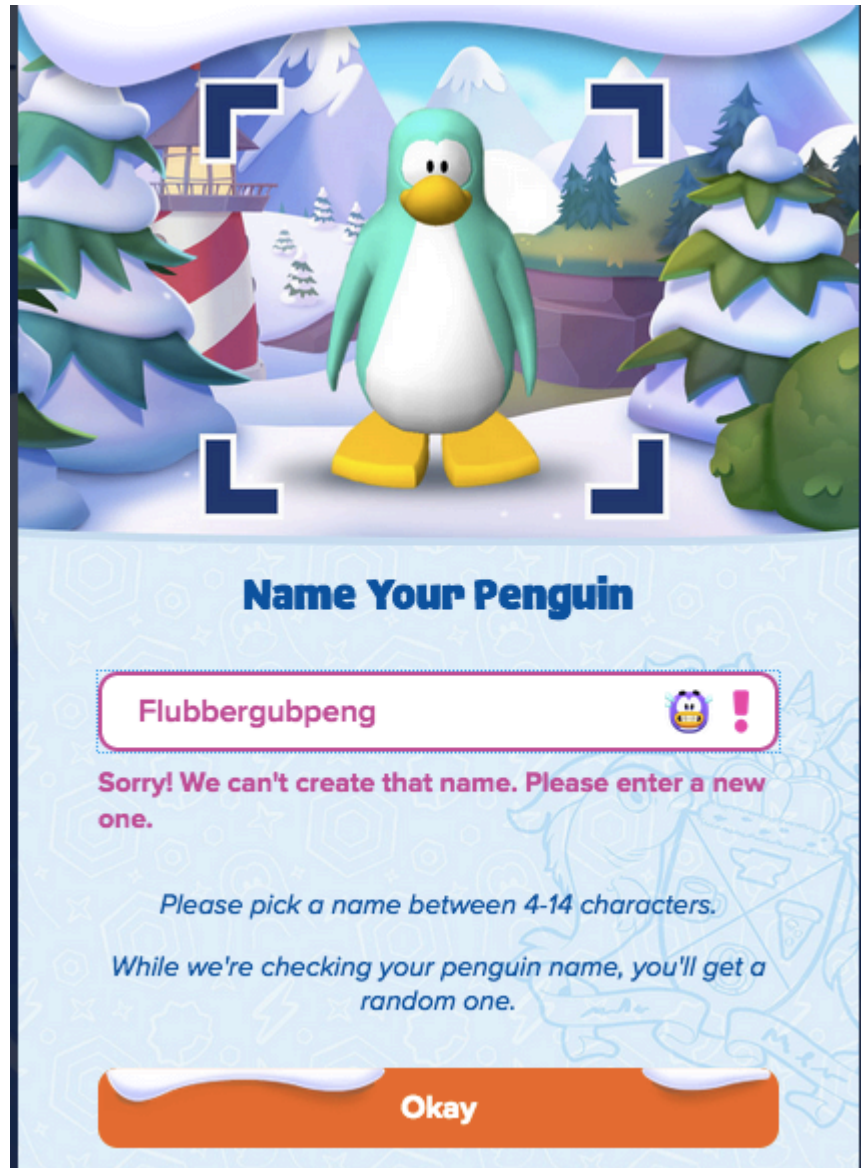 Name Your Penguin
Flubbergubpeng
Sorry! We can't create that name. Please enter a new
one.
Please pick a name between 4-14 characters.
While we're checking your penguin name, you'll get a
random one.
Okay